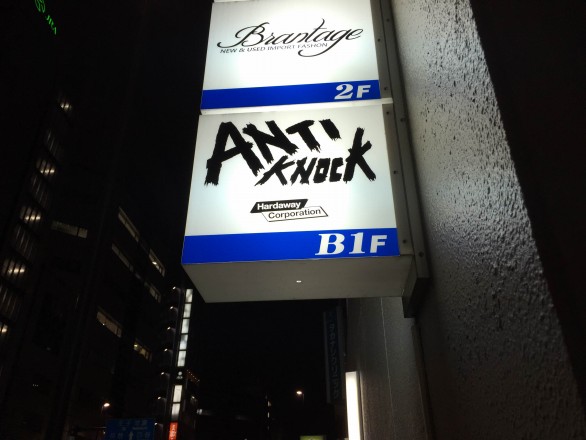 Brantage
NEW & USED IMPORT FASHION
2F
ANTI
KNOCK
Hardaway
Corporation
B1F